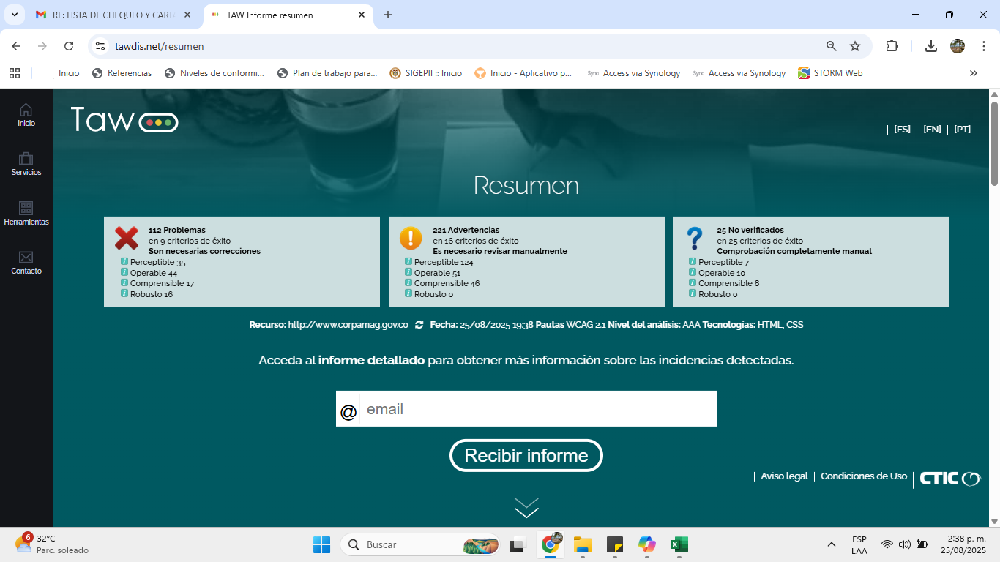 RE: LISTA DE CHEQUEO Y CARTA
TAW Informe resumen
tawdis.net/resumen
Inicio
Referencias
Niveles de conformi...
Plan de trabajo para...
SIGEPII :: Inicio
Inicio - Aplicativo p...
Sync Access via Synology
Sync Access via Synology
STORM Web
Inicio
Servicios
Herramientas
Contacto
Taw
| [ES] | [EN] | [PT]
Resumen
112 Problemas
en 9 criterios de éxito
Son necesarias correcciones
Perceptible 35
Operable 44
Comprensible 17
Robusto 16
221 Advertencias
en 16 criterios de éxito
Es necesario revisar manualmente
Perceptible 124
Operable 51
Comprensible 46
Robusto 0
25 No verificados
en 25 criterios de éxito
Comprobación completamente manual
Perceptible 7
Operable 10
Comprensible 8
Robusto 0
Recurso: http://www.corpamag.gov.co Fecha: 25/08/2025 19:38 Pautas WCAG 2.1 Nivel del análisis: AAA Tecnologías: HTML, CSS
Acceda al informe detallado para obtener más información sobre las incidencias detectadas.
@ email
Recibir informe
| Aviso legal | Condiciones de Uso | CTIC
6
32°C
Parc. soleado
Buscar
ESP
LAA
2:38 p. m.
25/08/2025